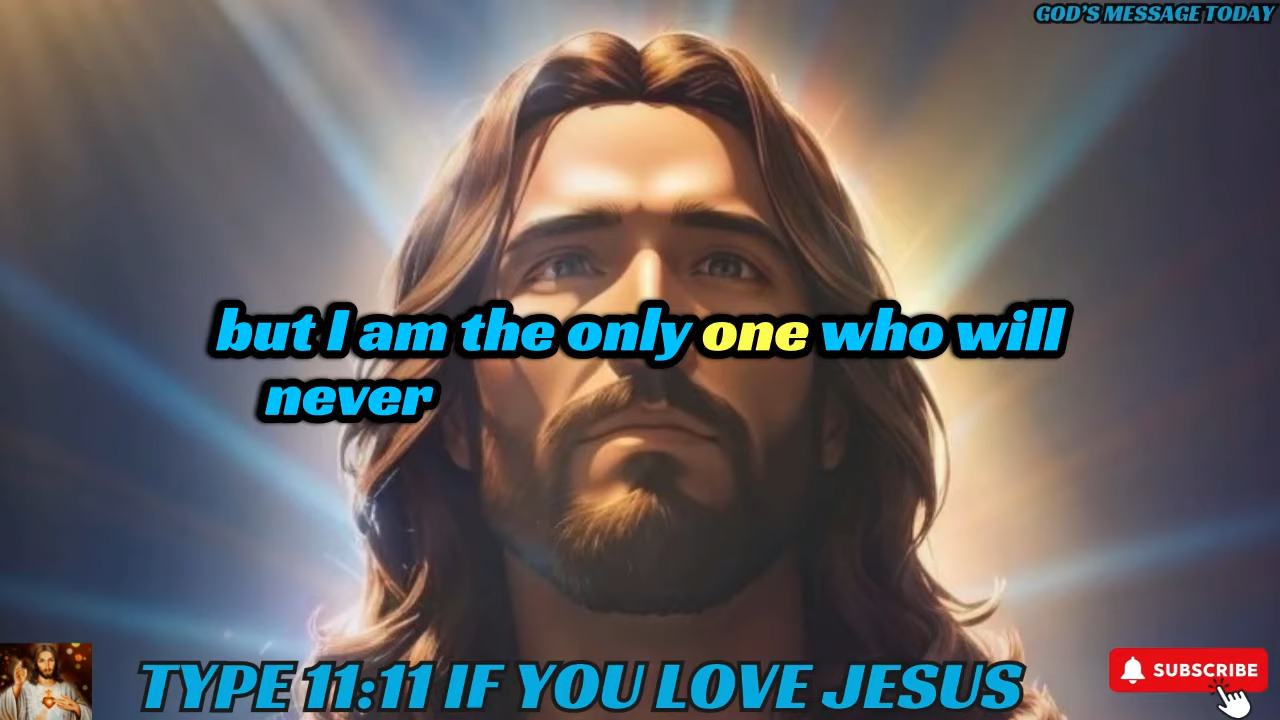 GOD'S MESSAGE TODAY
but I am the only one who will
never
TYPE 11:11 IF YOU LOVE JESUS
SUBSCRIBE